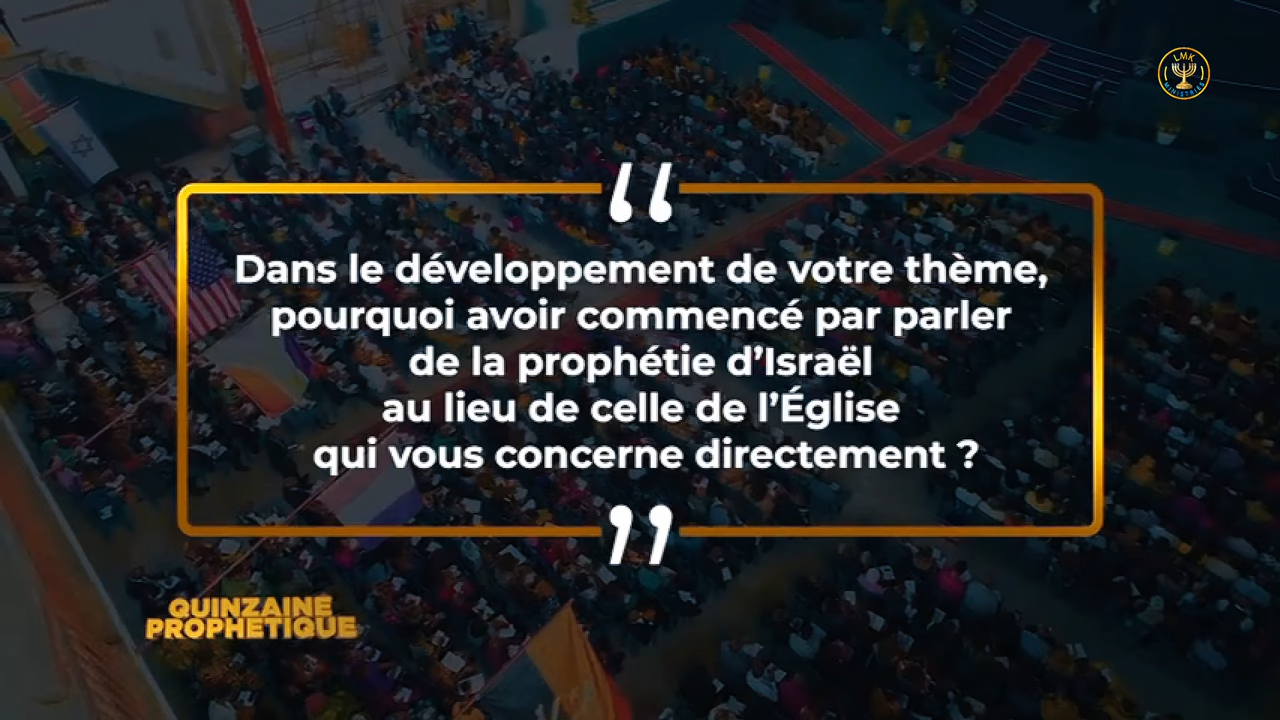 LMK
MINISTRIES
“
Dans le développement de votre thème,
pourquoi avoir commencé par parler
de la prophétie d’Israël
au lieu de celle de l’Église
qui vous concerne directement ?
”
QUINZAINE
PROPHÉTIQUE